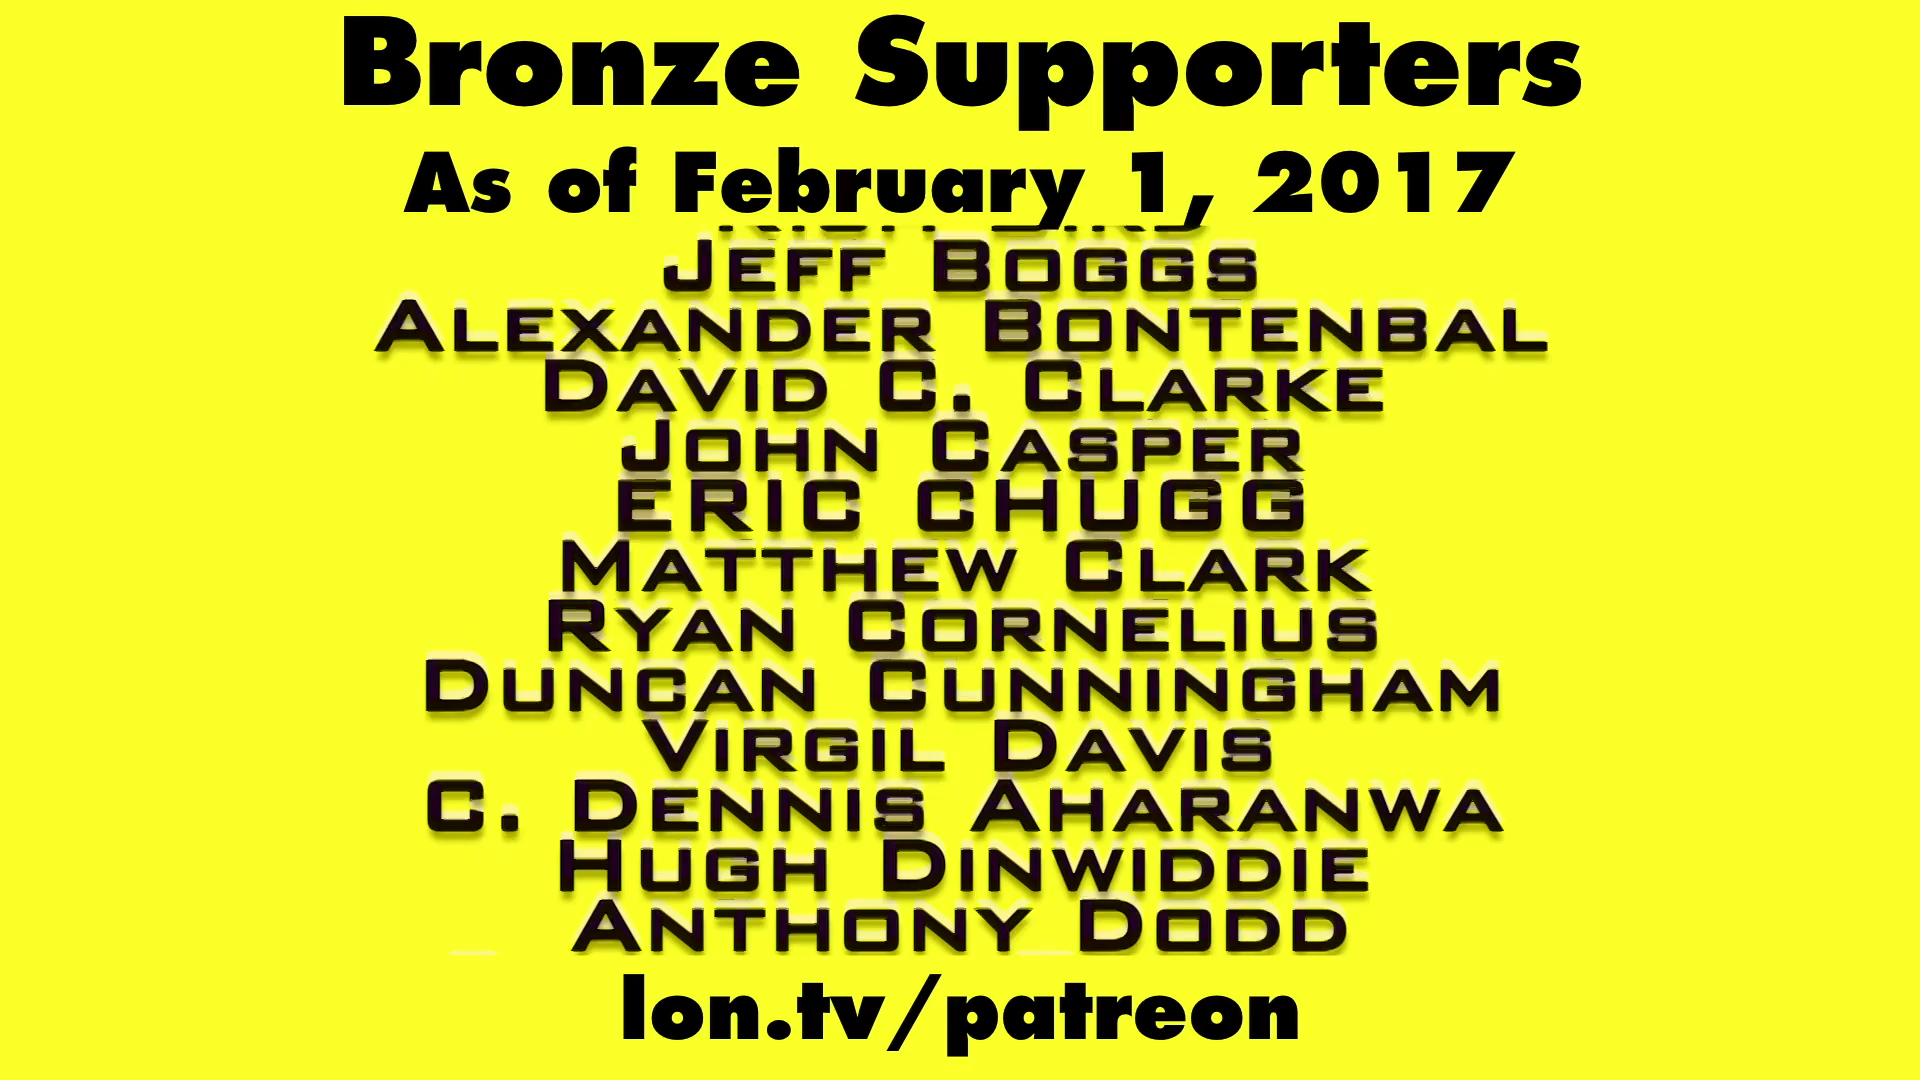 Bronze Supporters
As of February 1, 2017
Jeff Boggs
Alexander Bontenbal
David C. Clarke
John Casper
ERIC CHUGG
Matthew Clark
Ryan Cornelius
Duncan Cunningham
Virgil Davis
C. Dennis Aharanwa
Hugh Dinwiddie
Anthony Dodd
lon.tv/patreon